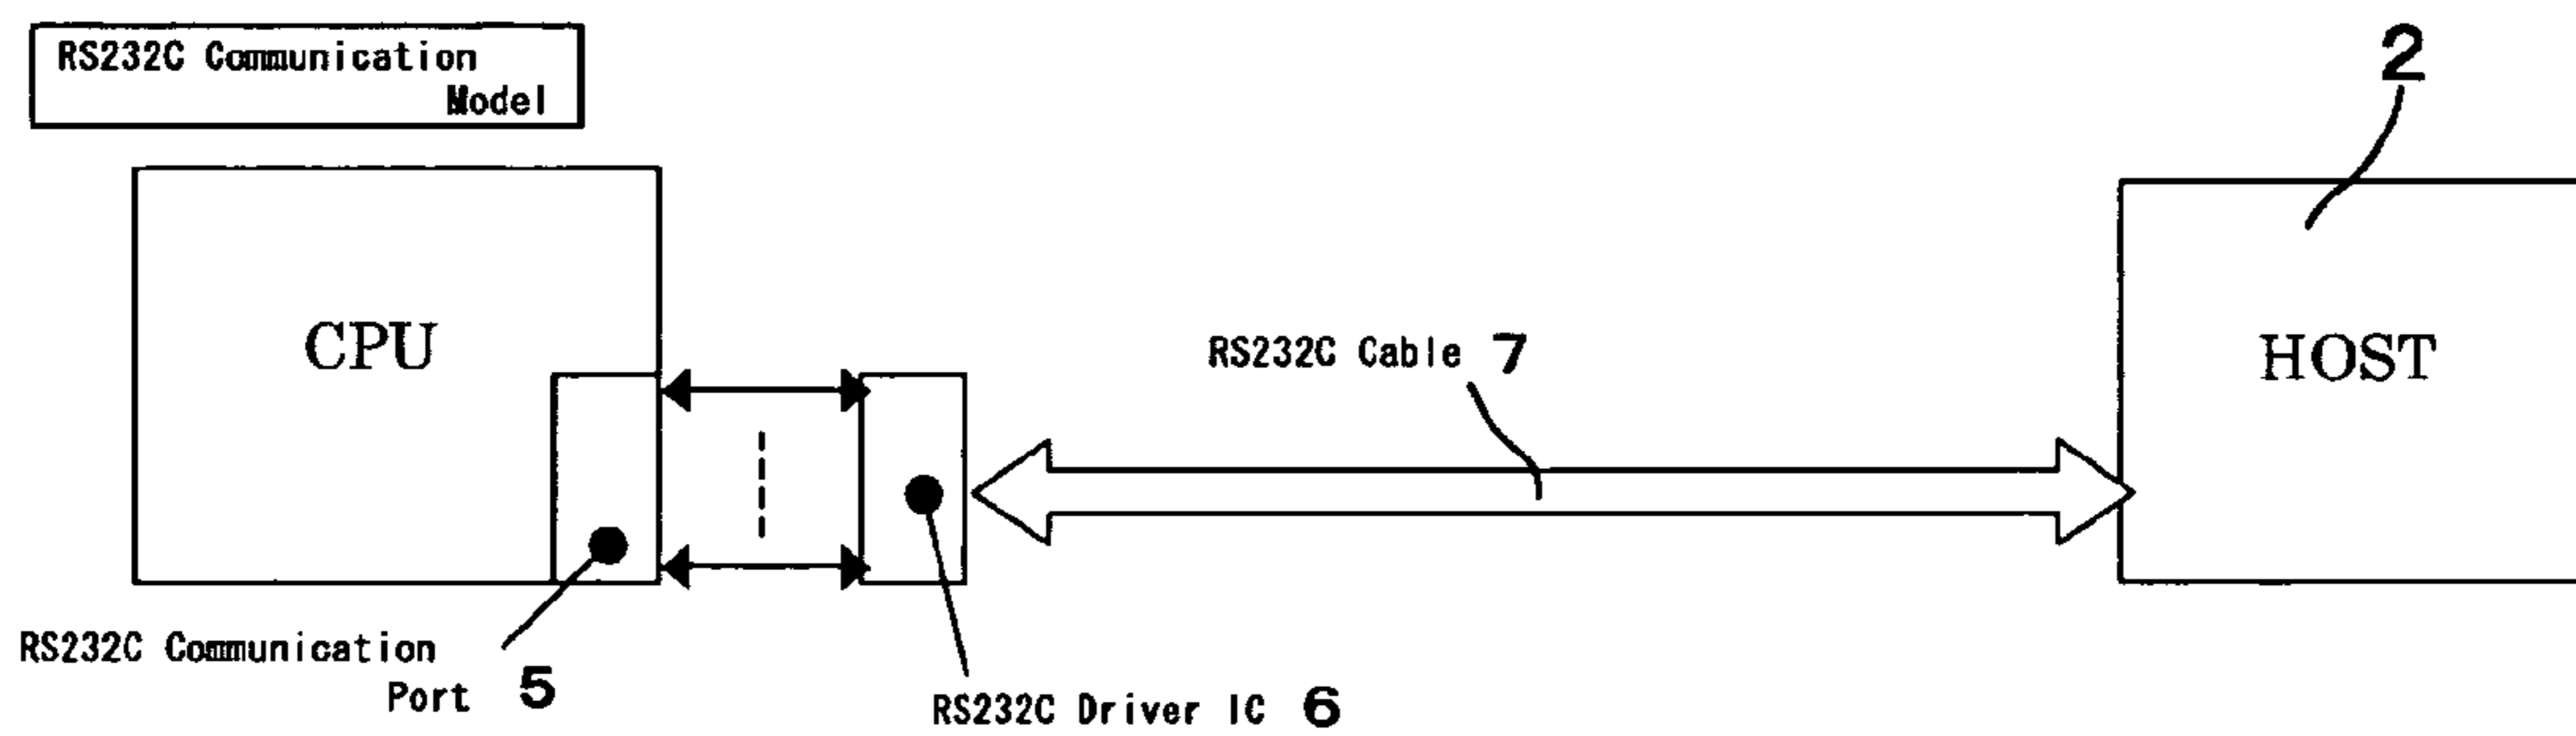 RS232C Communication
Model
2
CPU
HOST
RS232C Cable 7
RS232C Communication
Port 5
RS232C Driver IC 6